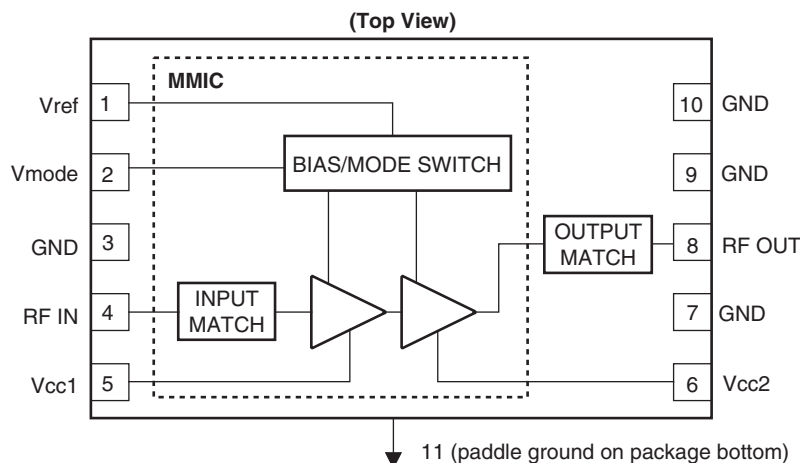 (Top View)
MMIC
Vref 1
10 GND
BIAS/MODE SWITCH
Vmode 2
9 GND
GND 3
OUTPUT
MATCH
8 RF OUT
RF IN 4
INPUT
MATCH
7 GND
Vcc1 5
6 Vcc2
11 (paddle ground on package bottom)